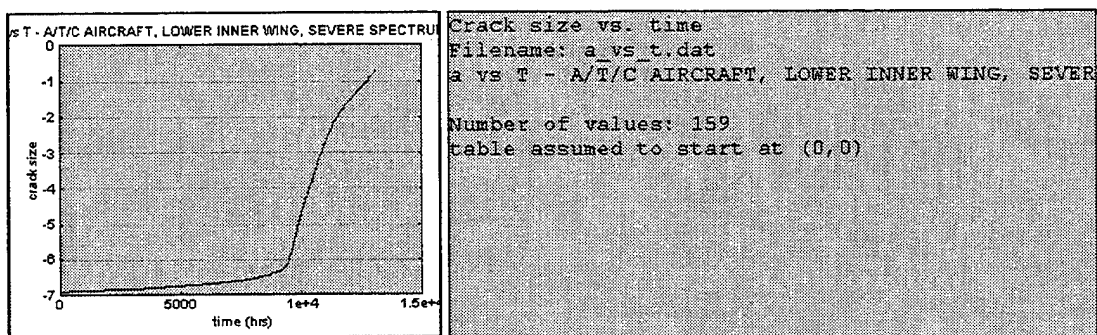 /s T - A/T/C AIRCRAFT, LOWER INNER WING, SEVERE SPECTRU
0
-1
-2
-3
-4
-5
-6
-7
crack size
0
5000
1e+4
1.5e+
time (hrs)
Crack size vs. time
Filename: a_vs_t.dat
a vs T - A/T/C AIRCRAFT, LOWER INNER WING, SEVER
Number of values: 159
table assumed to start at (0,0)